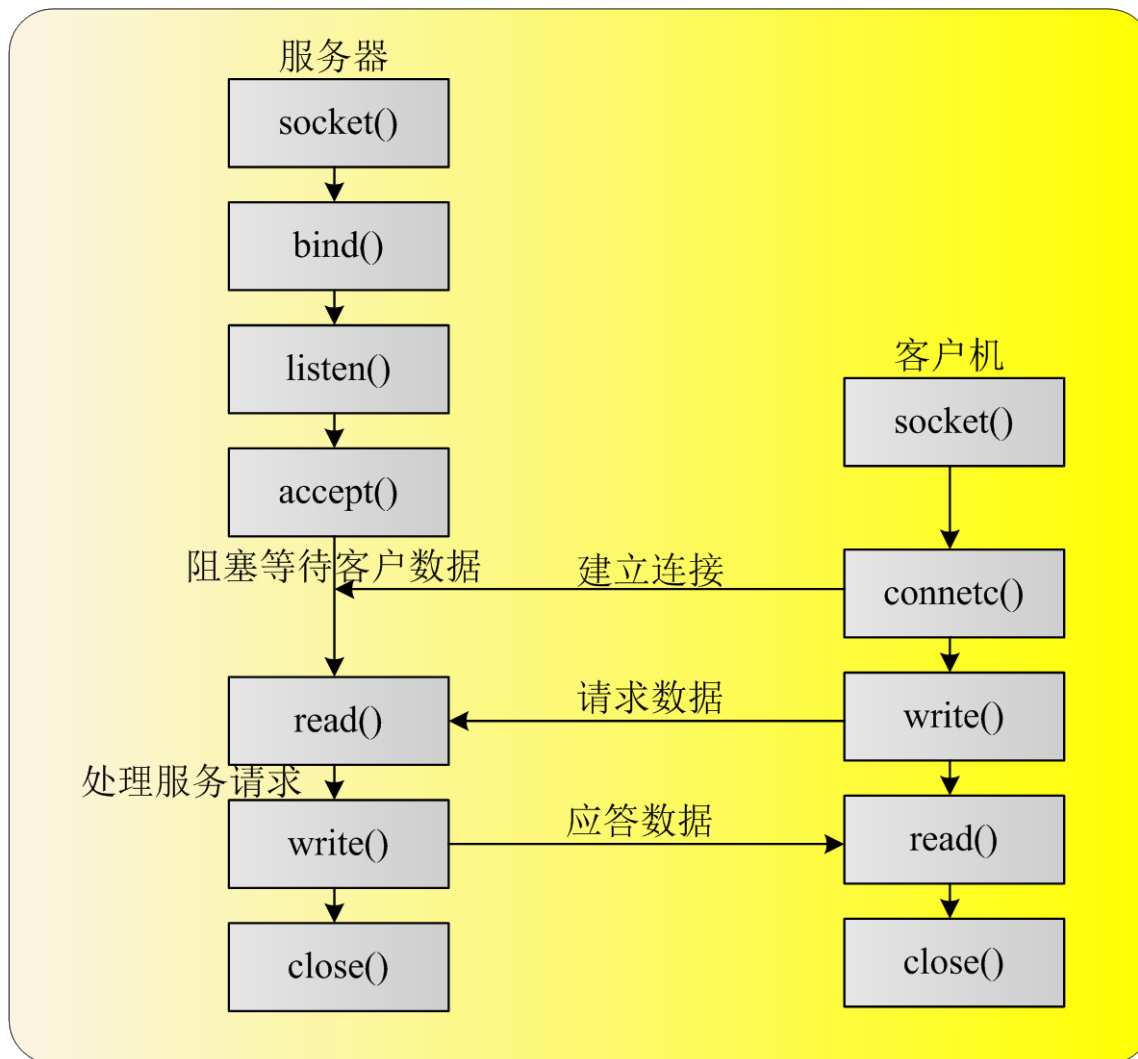 服务器
socket()
bind()
listen()
accept()
阻塞等待客户数据
read()
处理服务请求
write()
close()
建立连接
请求数据
应答数据
客户机
socket()
connetc()
write()
read()
close()